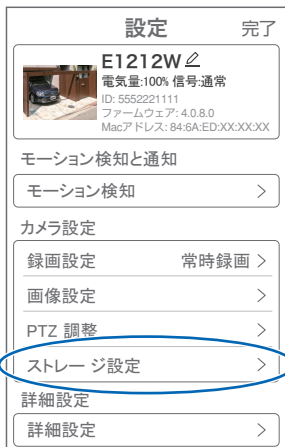 設定 完了
E1212W
電気量:100% 信号:通常
ID: 5552221111
ファームウェア: 4.0.8.0
Macアドレス: 84:6A:ED:XX:XX:XX
モーション検知と通知
モーション検知 >
カメラ設定
録画設定 常時録画 >
画像設定 >
PTZ 調整 >
ストレージ設定 >
詳細設定
詳細設定 >